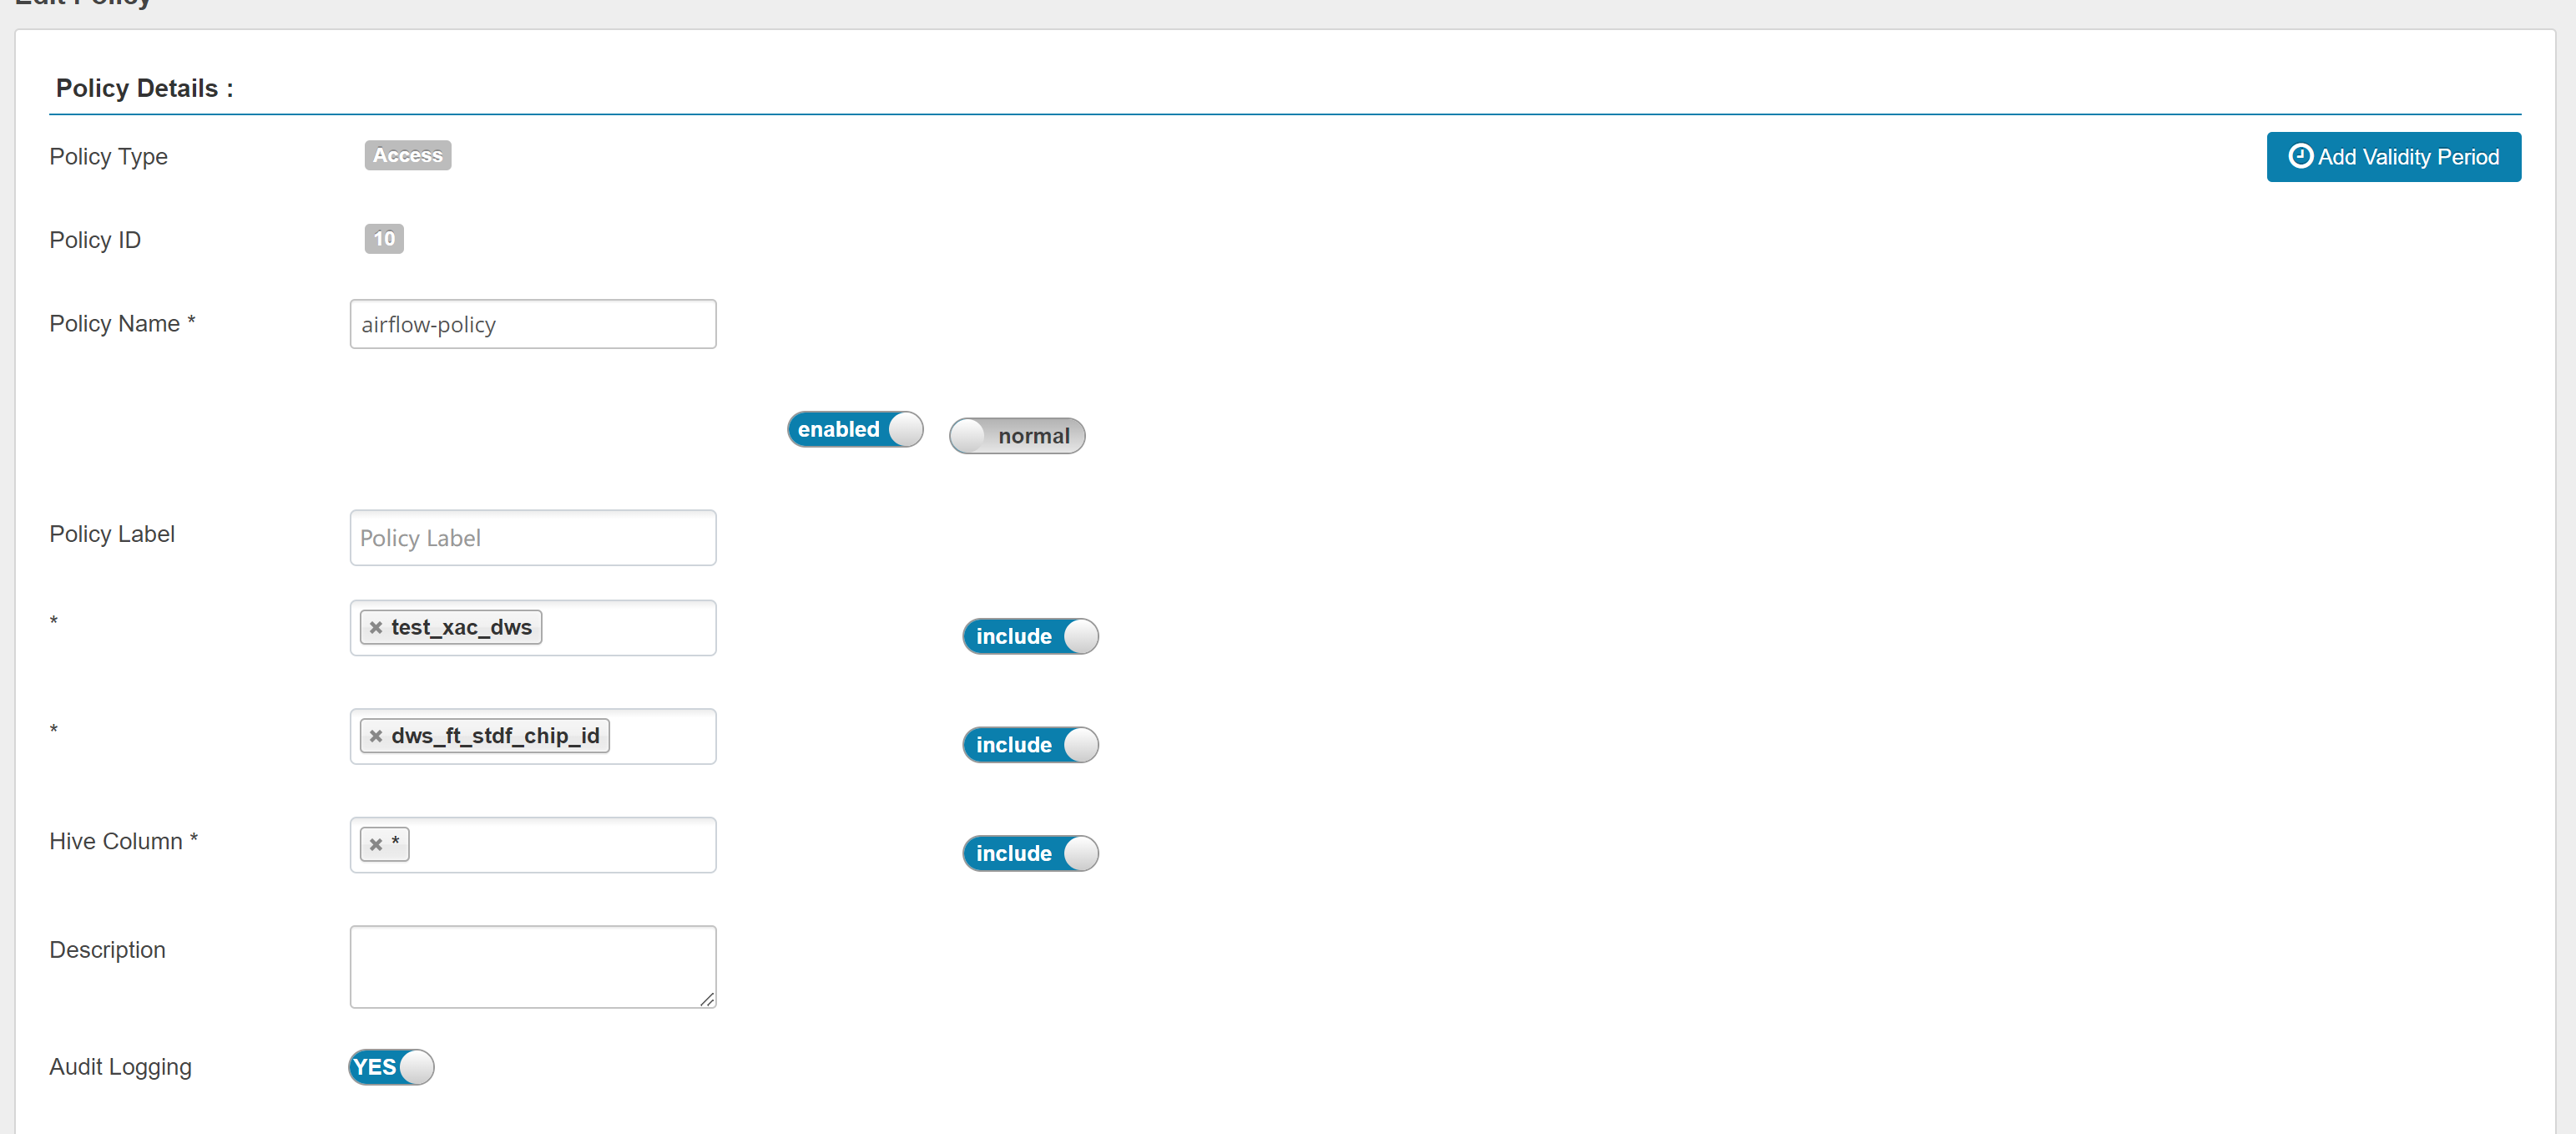 Edit Policy
Policy Details :
Policy Type Access Add Validity Period
Policy ID 10
Policy Name * airflow-policy
enabled normal
Policy Label Policy Label
* × test_xac_dws include
* × dws_ft_stdf_chip_id include
Hive Column * × * include
Description
Audit Logging YES